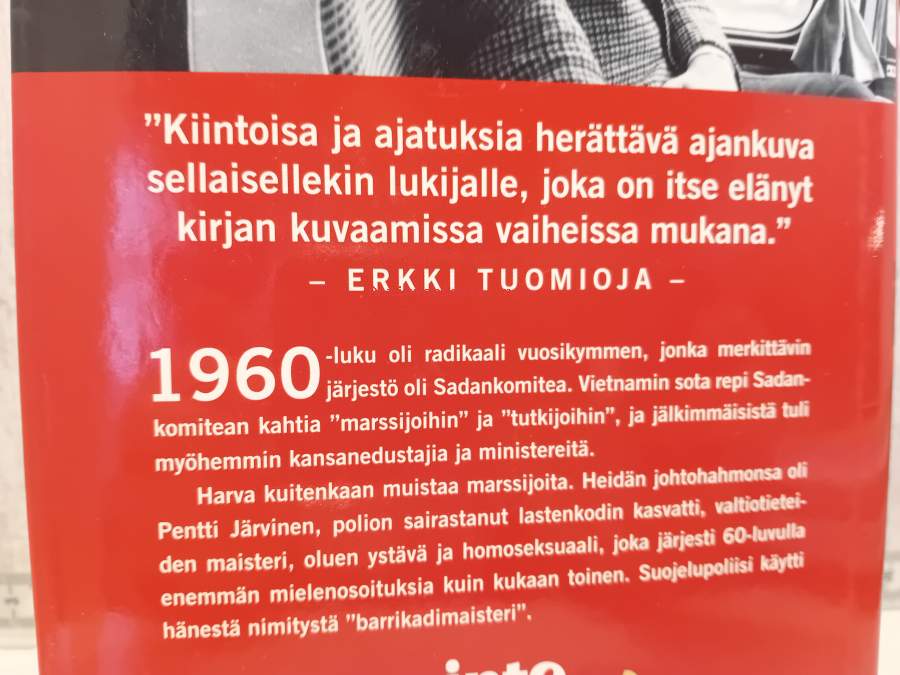 ”Kiintoisa ja ajatuksia herättävä ajankuva
sellaisellekin lukijalle, joka on itse elänyt
kirjan kuvaamissa vaiheissa mukana.”
– ERKKI TUOMIOJA –
1960-luku oli radikaali vuosikymmen, jonka merkittävin
järjestö oli Sadankomitea. Vietnamin sota repi Sadan-
komitean kahtia ”marssijoihin” ja ”tutkijoihin”, ja jälkimmäisistä tuli
myöhemmin kansanedustajia ja ministereitä.
Harva kuitenkaan muistaa marssijoita. Heidän johtohahmonsa oli
Pentti Järvinen, polion sairastanut lastenkodin kasvatti, valtiotietei-
den maisteri, oluen ystävä ja homoseksuaali, joka järjesti 60-luvulla
enemmän mielenosoituksia kuin kukaan toinen. Suojelupoliisi käytti
hänestä nimitystä ”barrikadimaisteri”.